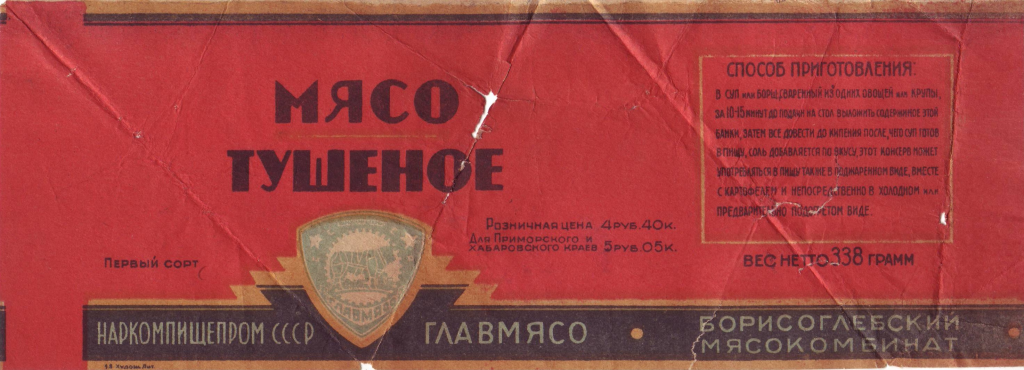 МЯСО
ТУШЕНОЕ
Розничная цена 4 руб. 40 к.
Для Приморского и
Хабаровского краев 5 руб. 05 к.
Первый сорт
СПОСОБ ПРИГОТОВЛЕНИЯ:
В СУП или БОРЩ, СВАРЕННЫЙ ИЗ ОДНИХ ОВОЩЕЙ или КРУПЫ,
ЗА 10-15 МИНУТ ДО ПОДАЧИ НА СТОЛ ВЫЛОЖИТЬ СОДЕРЖИМОЕ ЭТОЙ
БАНКИ, ЗАТЕМ ВСЕ ДОВЕСТИ ДО КИПЕНИЯ ПОСЛЕ, ЧЕГО СУП ГОТОВ
В ПИЩУ, СОЛЬ ДОБАВЛЯЕТСЯ ПО ВКУСУ, ЭТОТ КОНСЕРВ МОЖЕТ
УПОТРЕБЛЯТЬСЯ В ПИЩУ ТАКЖЕ В ПОДЖАРЕННОМ ВИДЕ, ВМЕСТЕ
С КАРТОФЕЛЕМ И НЕПОСРЕДСТВЕННО В ХОЛОДНОМ или
ПРЕДВАРИТЕЛЬНО ПОДОГРЕТОМ ВИДЕ.
ВЕС НЕТТО 338 ГРАММ
ГЛАВМЯСО
НАРКОМПИЩЕПРОМ СССР
ГЛАВМЯСО
БОРИСОГЛЕБСКИЙ
МЯСОКОМБИНАТ